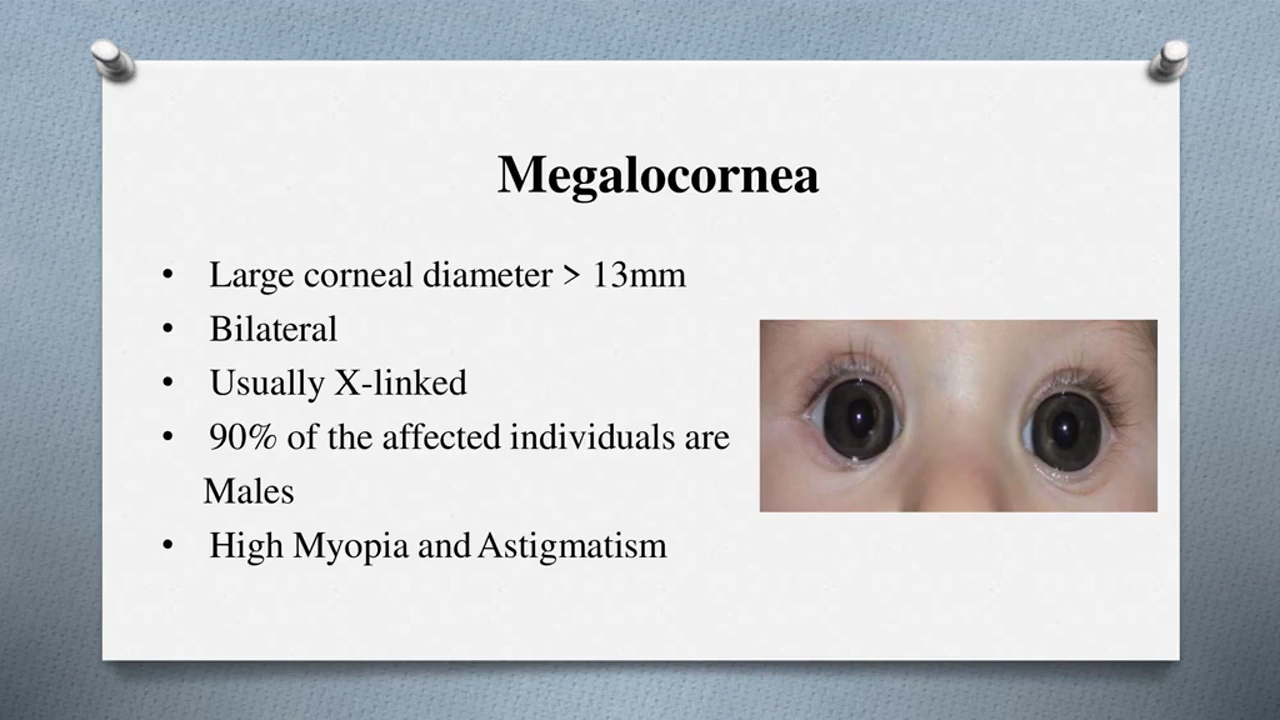 Megalocornea
• Large corneal diameter > 13mm
• Bilateral
• Usually X-linked
• 90% of the affected individuals are
Males
• High Myopia and Astigmatism